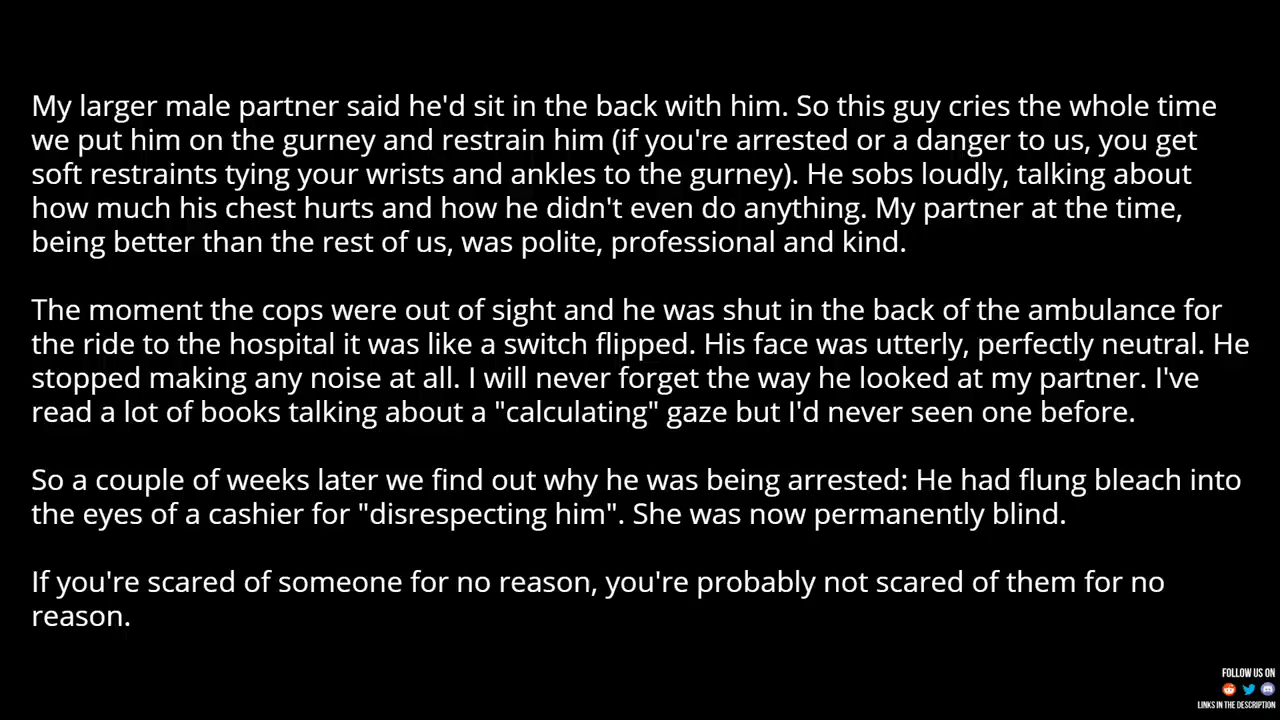 My larger male partner said he'd sit in the back with him. So this guy cries the whole time
we put him on the gurney and restrain him (if you're arrested or a danger to us, you get
soft restraints tying your wrists and ankles to the gurney). He sobs loudly, talking about
how much his chest hurts and how he didn't even do anything. My partner at the time,
being better than the rest of us, was polite, professional and kind.
The moment the cops were out of sight and he was shut in the back of the ambulance for
the ride to the hospital it was like a switch flipped. His face was utterly, perfectly neutral. He
stopped making any noise at all. I will never forget the way he looked at my partner. I've
read a lot of books talking about a "calculating" gaze but I'd never seen one before.
So a couple of weeks later we find out why he was being arrested: He had flung bleach into
the eyes of a cashier for "disrespecting him". She was now permanently blind.
If you're scared of someone for no reason, you're probably not scared of them for no
reason.
FOLLOW US ON
LINKS IN THE DESCRIPTION